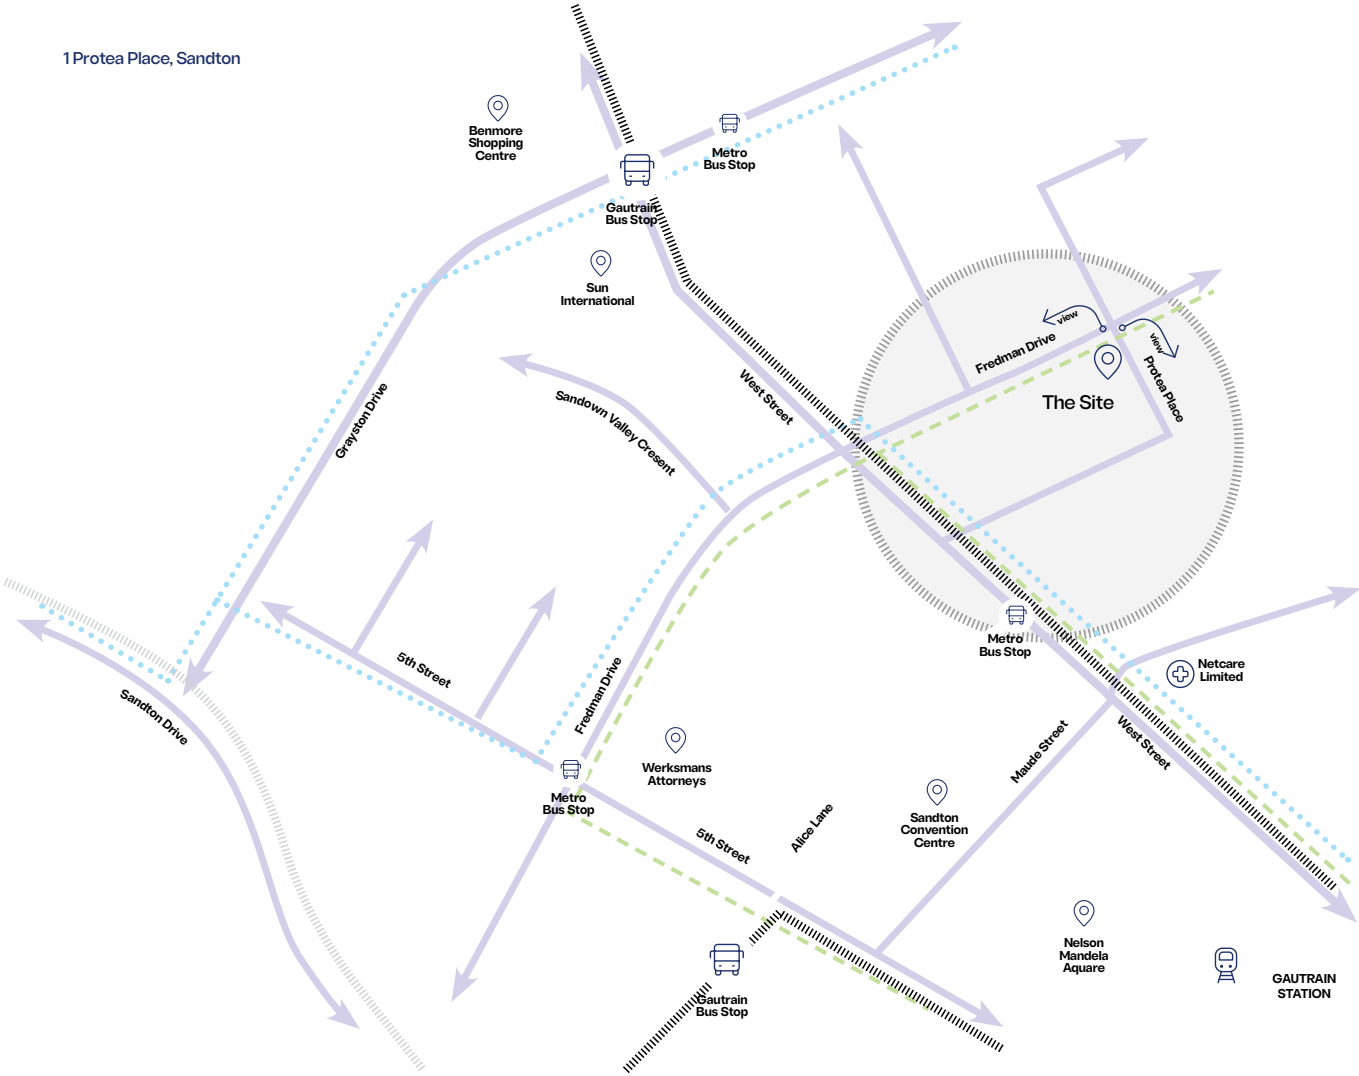 1 Protea Place, Sandton
Benmore
Shopping
Centre
Metro
Bus Stop
Gautrain
Bus Stop
Sun
International
view
view
Fredman Drive
Protea Place
The Site
West Street
Grayston Drive
Sandown Valley Cresent
5th Street
Fredman Drive
Sandton Drive
Metro
Bus Stop
Netcare
Limited
Maude Street
West Street
Werksmans
Attorneys
Metro
Bus Stop
5th Street
Alice Lane
Sandton
Convention
Centre
Nelson
Mandela
Aquare
GAUTRAIN
STATION
Gautrain
Bus Stop